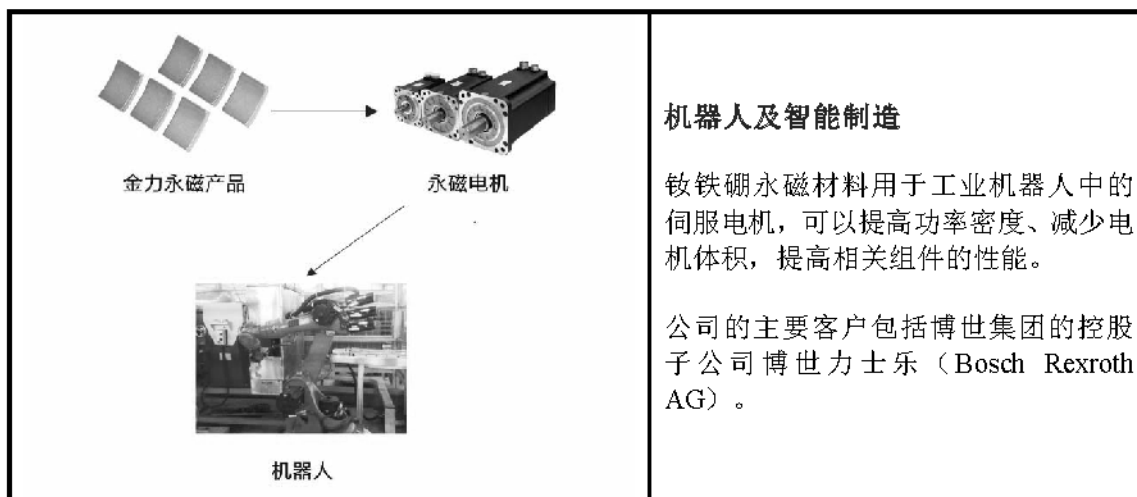 金力永磁产品
永磁电机
机器人
机器人及智能制造
钕铁硼永磁材料用于工业机器人中的
伺服电机，可以提高功率密度、减少电
机体积，提高相关组件的性能。
公司的主要客户包括博世集团的控股
子公司博世力士乐（Bosch Rexroth
AG）。